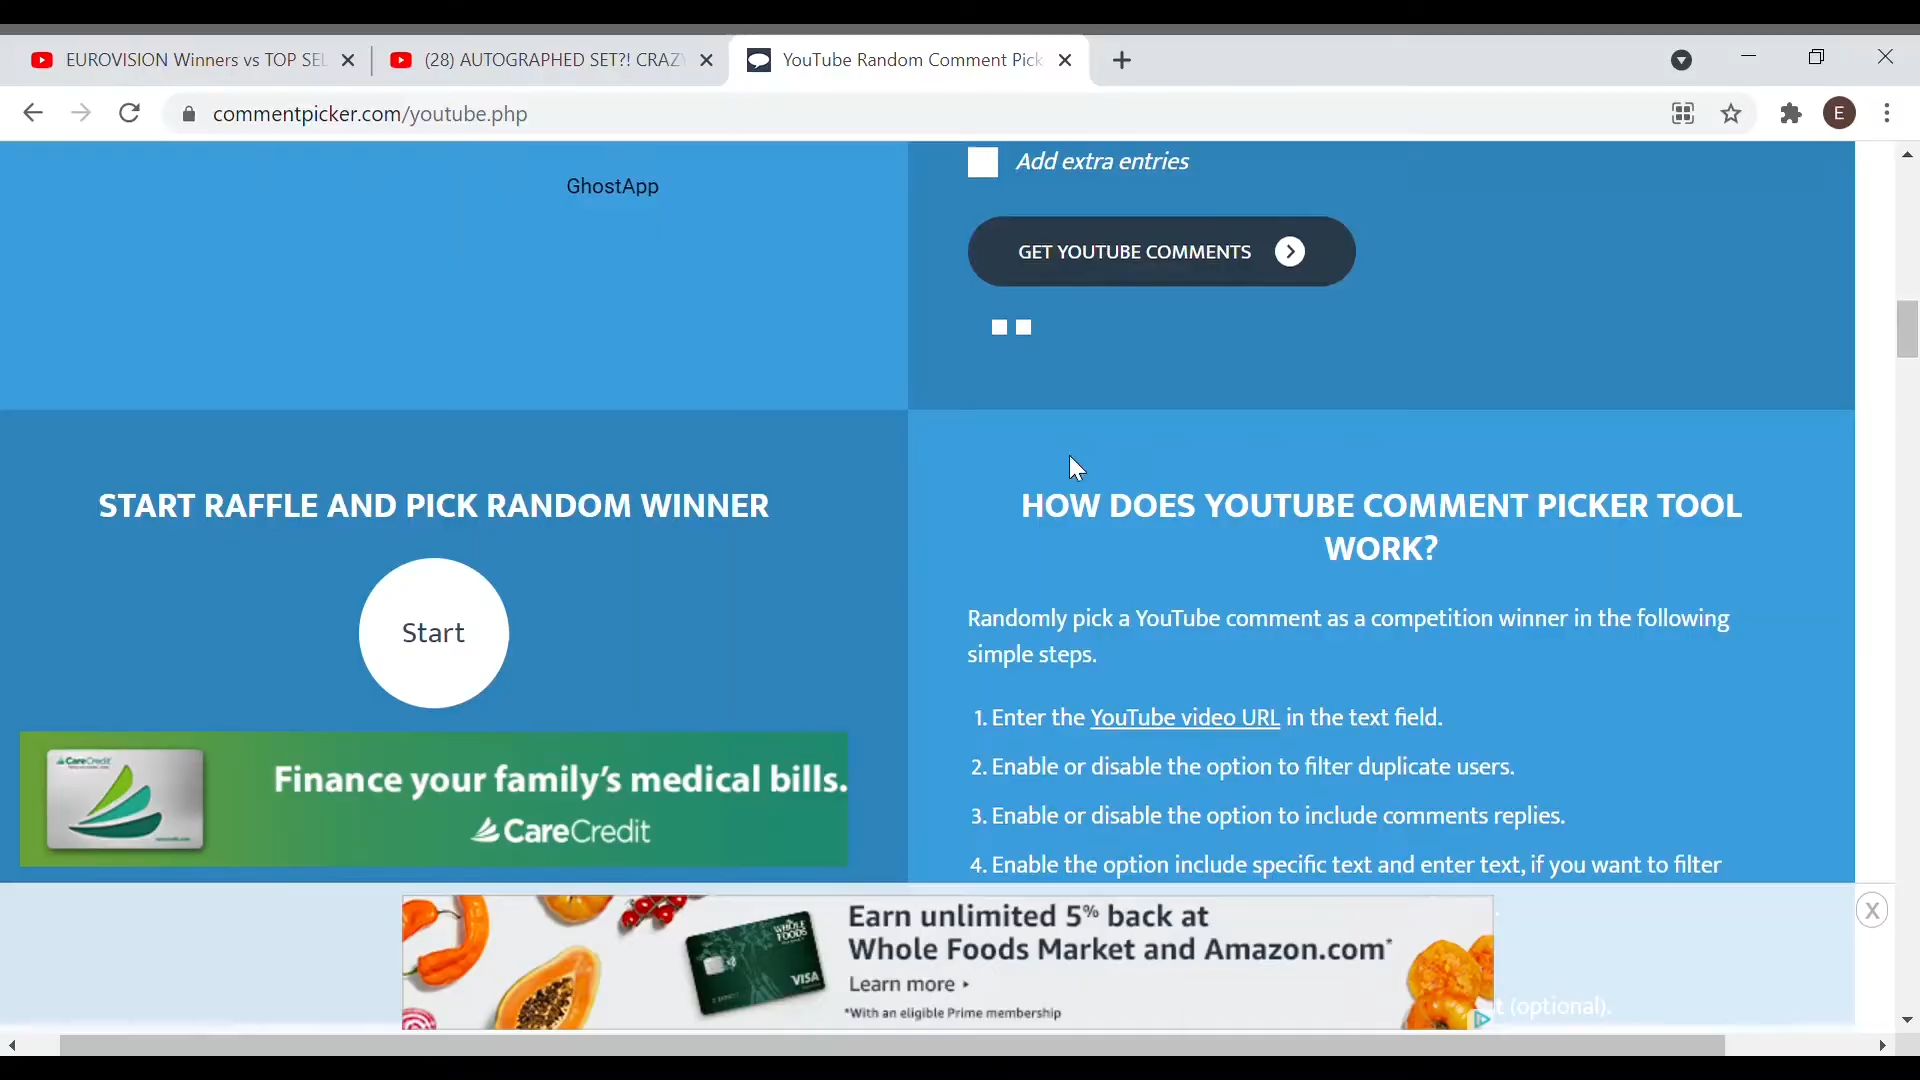 EUROVISION Winners vs TOP SEL
(28) AUTOGRAPHED SET?! CRAZY
YouTube Random Comment Pick
commentpicker.com/youtube.php
E
GhostApp
Add extra entries
GET YOUTUBE COMMENTS
START RAFFLE AND PICK RANDOM WINNER
Start
HOW DOES YOUTUBE COMMENT PICKER TOOL
WORK?
Randomly pick a YouTube comment as a competition winner in the following
simple steps.
1. Enter the YouTube video URL in the text field.
2. Enable or disable the option to filter duplicate users.
3. Enable or disable the option to include comments replies.
4. Enable the option include specific text and enter text, if you want to filter
CareCredit
Finance your family's medical bills.
CareCredit
Earn unlimited 5% back at
Whole Foods Market and Amazon.com*
Learn more
*With an eligible Prime membership
WHOLE
FOODS
VISA
X
t (optional).